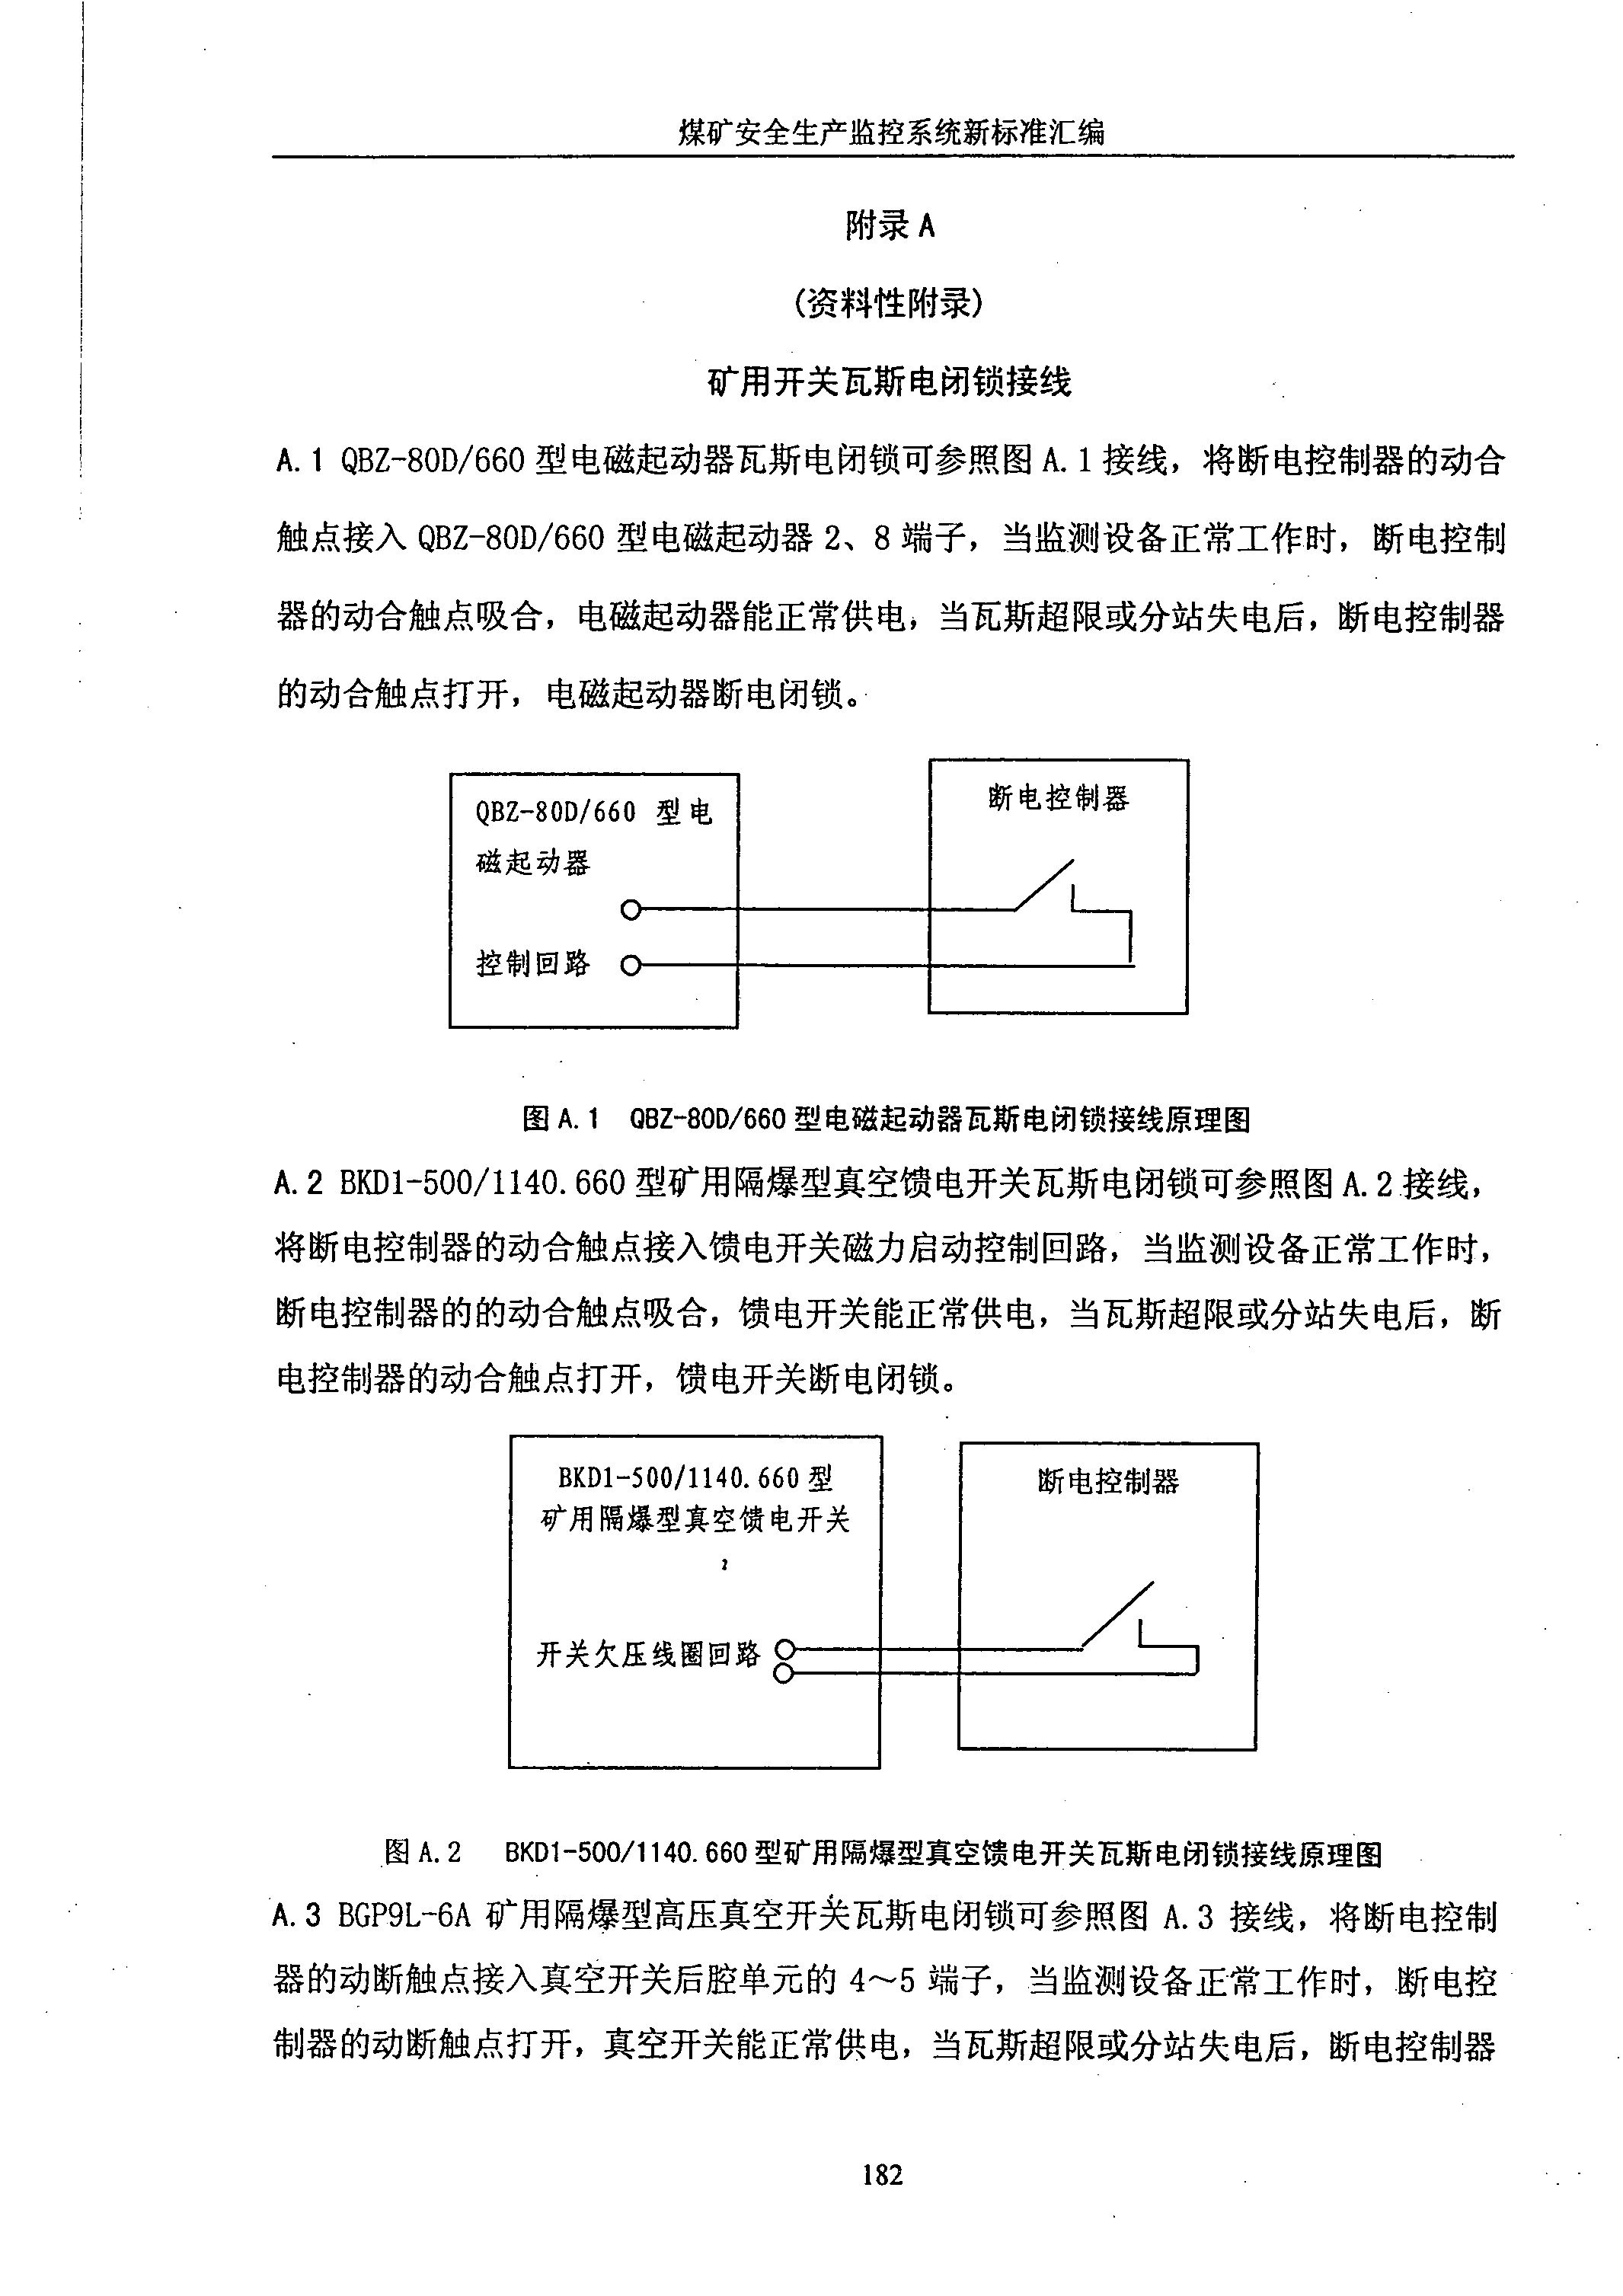 煤矿安全生产监控系统新标准汇编
附录 A
(资料性附录)
矿用开关瓦斯电闭锁接线
A.1 QBZ-80D/660 型电磁起动器瓦斯电闭锁可参照图 A.1 接线，将断电控制器的动合
触点接入 QBZ-80D/660 型电磁起动器 2、8 端子，当监测设备正常工作时，断电控制
器的动合触点吸合，电磁起动器能正常供电，当瓦斯超限或分站失电后，断电控制器
的动合触点打开，电磁起动器断电闭锁。
QBZ-80D/660 型电
磁起动器
控制回路
断电控制器
图 A.1 QBZ-80D/660 型电磁起动器瓦斯电闭锁接线原理图
A.2 BKD1-500/1140.660 型矿用隔爆型真空馈电开关瓦斯电闭锁可参照图 A.2 接线，
将断电控制器的动合触点接入馈电开关磁力启动控制回路，当监测设备正常工作时，
断电控制器的的动合触点吸合，馈电开关能正常供电，当瓦斯超限或分站失电后，断
电控制器的动合触点打开，馈电开关断电闭锁。
BKD1-500/1140.660 型
矿用隔爆型真空馈电开关
开关欠压线圈回路
断电控制器
图 A.2 BKD1-500/1140.660 型矿用隔爆型真空馈电开关瓦斯电闭锁接线原理图
A.3 BGP9L-6A 矿用隔爆型高压真空开关瓦斯电闭锁可参照图 A.3 接线，将断电控制
器的动断触点接入真空开关后腔单元的 4～5 端子，当监测设备正常工作时，断电控
制器的动断触点打开，真空开关能正常供电，当瓦斯超限或分站失电后，断电控制器
182